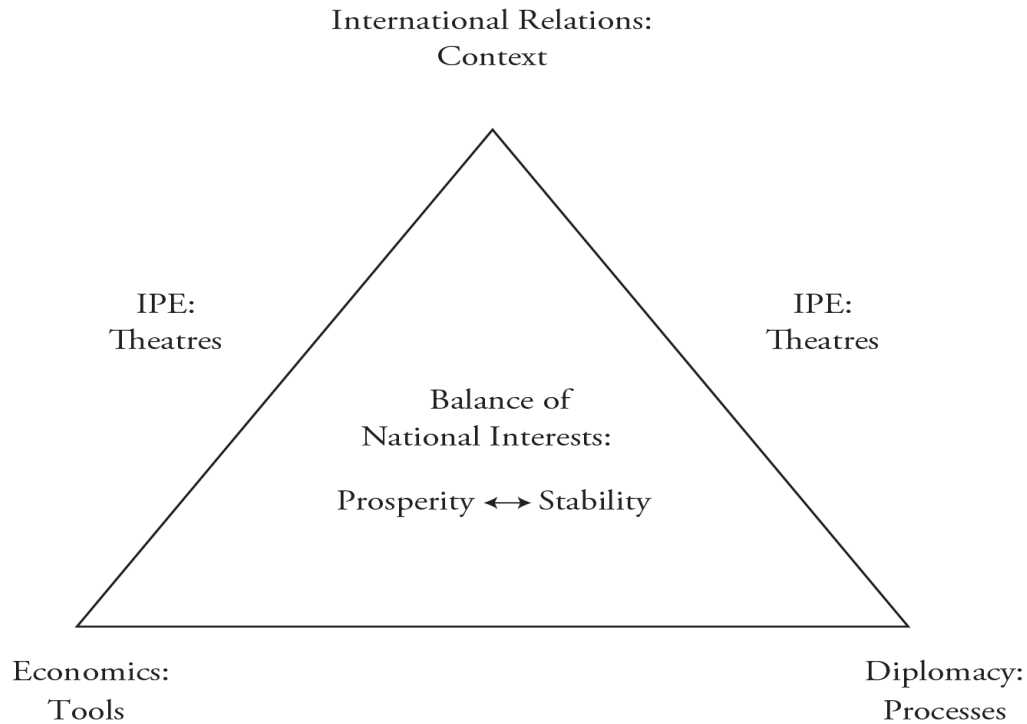 International Relations:
Context
IPE:
Theatres
IPE:
Theatres
Balance of
National Interests:
Prosperity ↔ Stability
Economics:
Tools
Diplomacy:
Processes